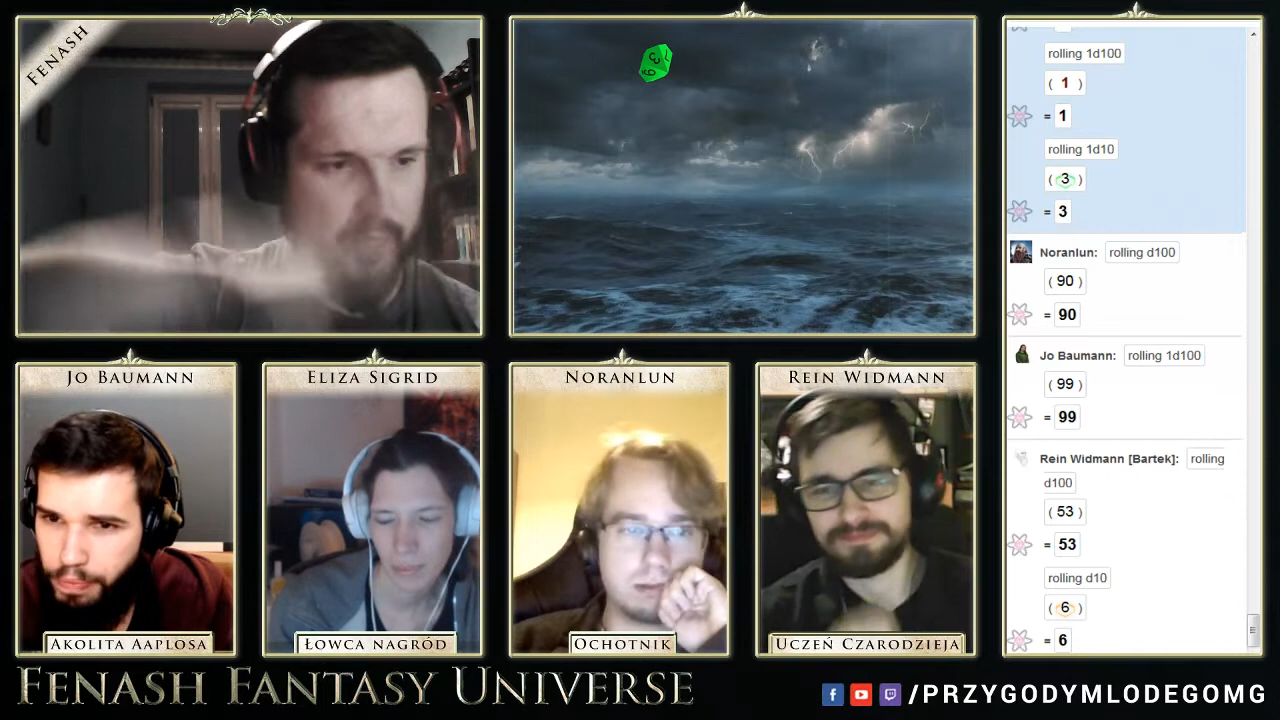 FENASH
rolling 1d100
( 1 )
= 1
rolling 1d10
( 3 )
= 3
Noranlun: rolling d100
( 90 )
= 90
Jo Baumann: rolling 1d100
( 99 )
= 99
Rein Widmann [Bartek]: rolling
d100
( 53 )
= 53
rolling d10
( 6 )
= 6
JO BAUMANN
AKOLITA AAPLOSA
ELIZA SIGRID
ŁOWCA NAGRÓD
NORANLUN
OCHOTNIK
REIN WIDMANN
UCZEŃ CZARODZIEJA
FENASH FANTASY UNIVERSE
/PRZYGODYMLODEGOMG